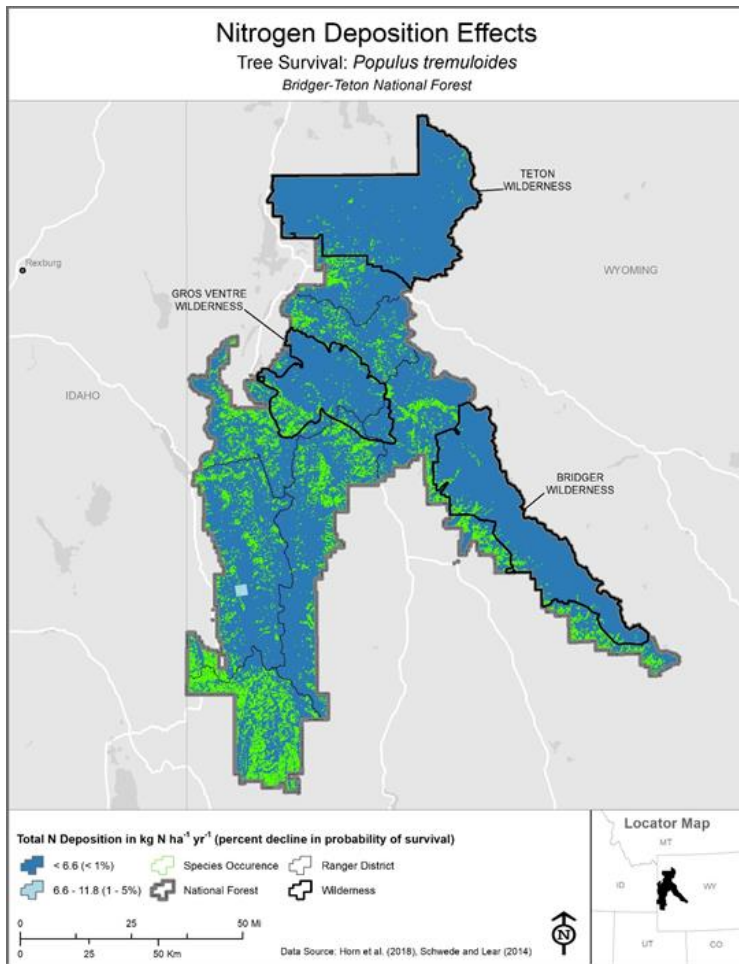 Nitrogen Deposition Effects
Tree Survival: Populus tremuloides
Bridger-Teton National Forest
TETON
WILDERNESS
Rexburg
WYOMING
GROS VENTRE
WILDERNESS
IDAHO
BRIDGER
WILDERNESS
Total N Deposition in kg N ha⁻¹ yr⁻¹ (percent decline in probability of survival)
< 6.6 (< 1%)
Species Occurence
Ranger District
6.6 - 11.8 (1 - 5%)
National Forest
Wilderness
0 25 50 Mi
0 25 50 Km
N
Data Source: Horn et al. (2018), Schwede and Lear (2014)
Locator Map
MT
ID
WY
UT
CO